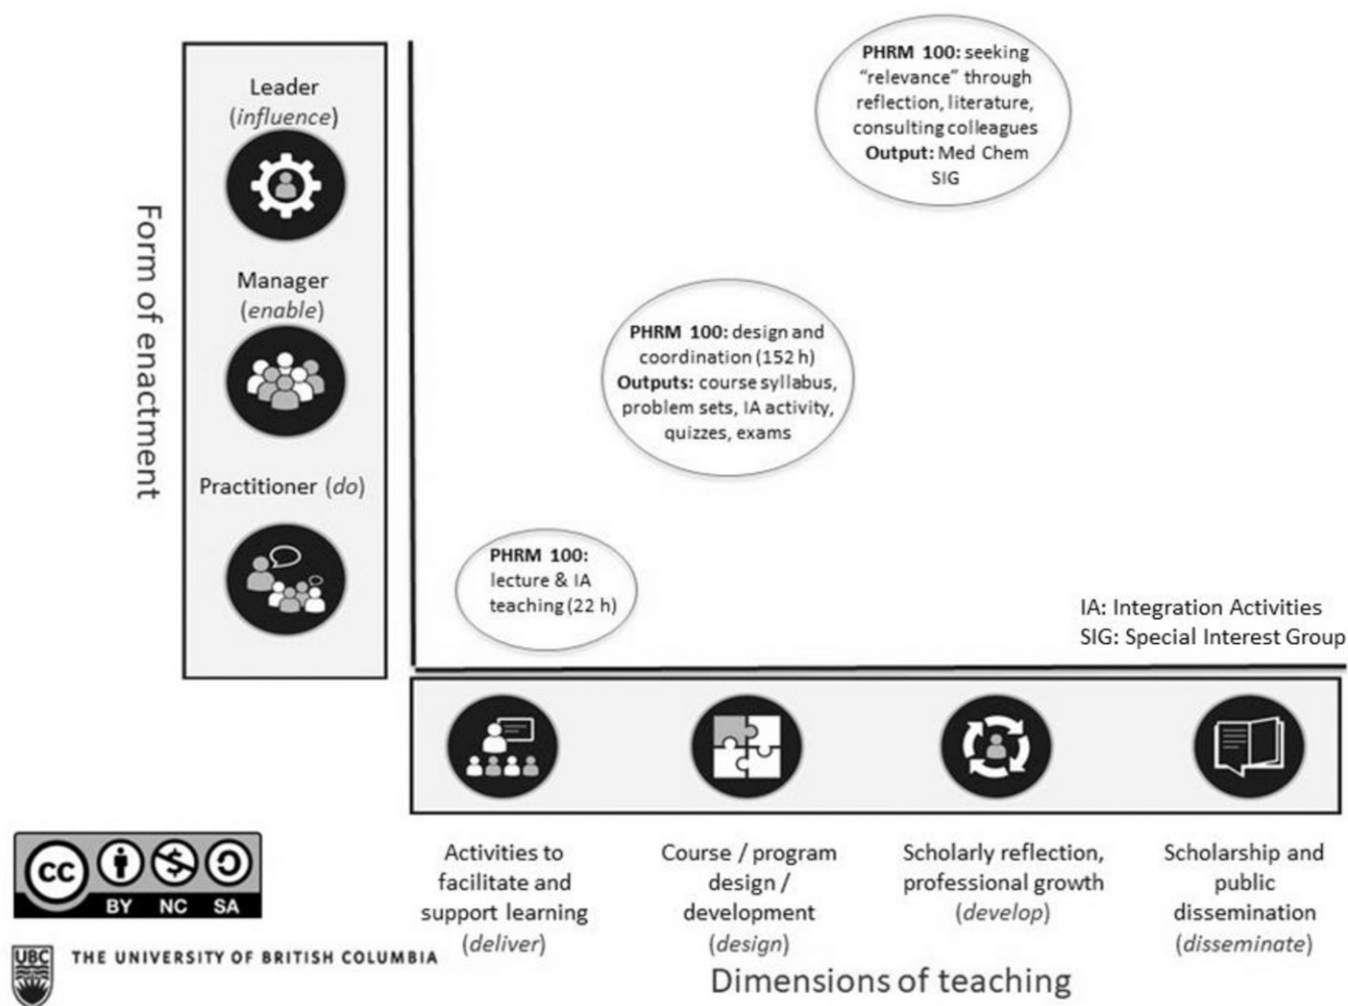 Form of enactment
Leader
(influence)
Manager
(enable)
Practitioner (do)
PHRM 100: seeking
"relevance" through
reflection, literature,
consulting colleagues
Output: Med Chem
SIG
PHRM 100: design and
coordination (152 h)
Outputs: course syllabus,
problem sets, IA activity,
quizzes, exams
PHRM 100:
lecture & IA
teaching (22 h)
IA: Integration Activities
SIG: Special Interest Group
Activities to
facilitate and
support learning
(deliver)
Course / program
design /
development
(design)
Scholarly reflection,
professional growth
(develop)
Scholarship and
public
dissemination
(disseminate)
Dimensions of teaching
cc
BY NC SA
UBC
THE UNIVERSITY OF BRITISH COLUMBIA